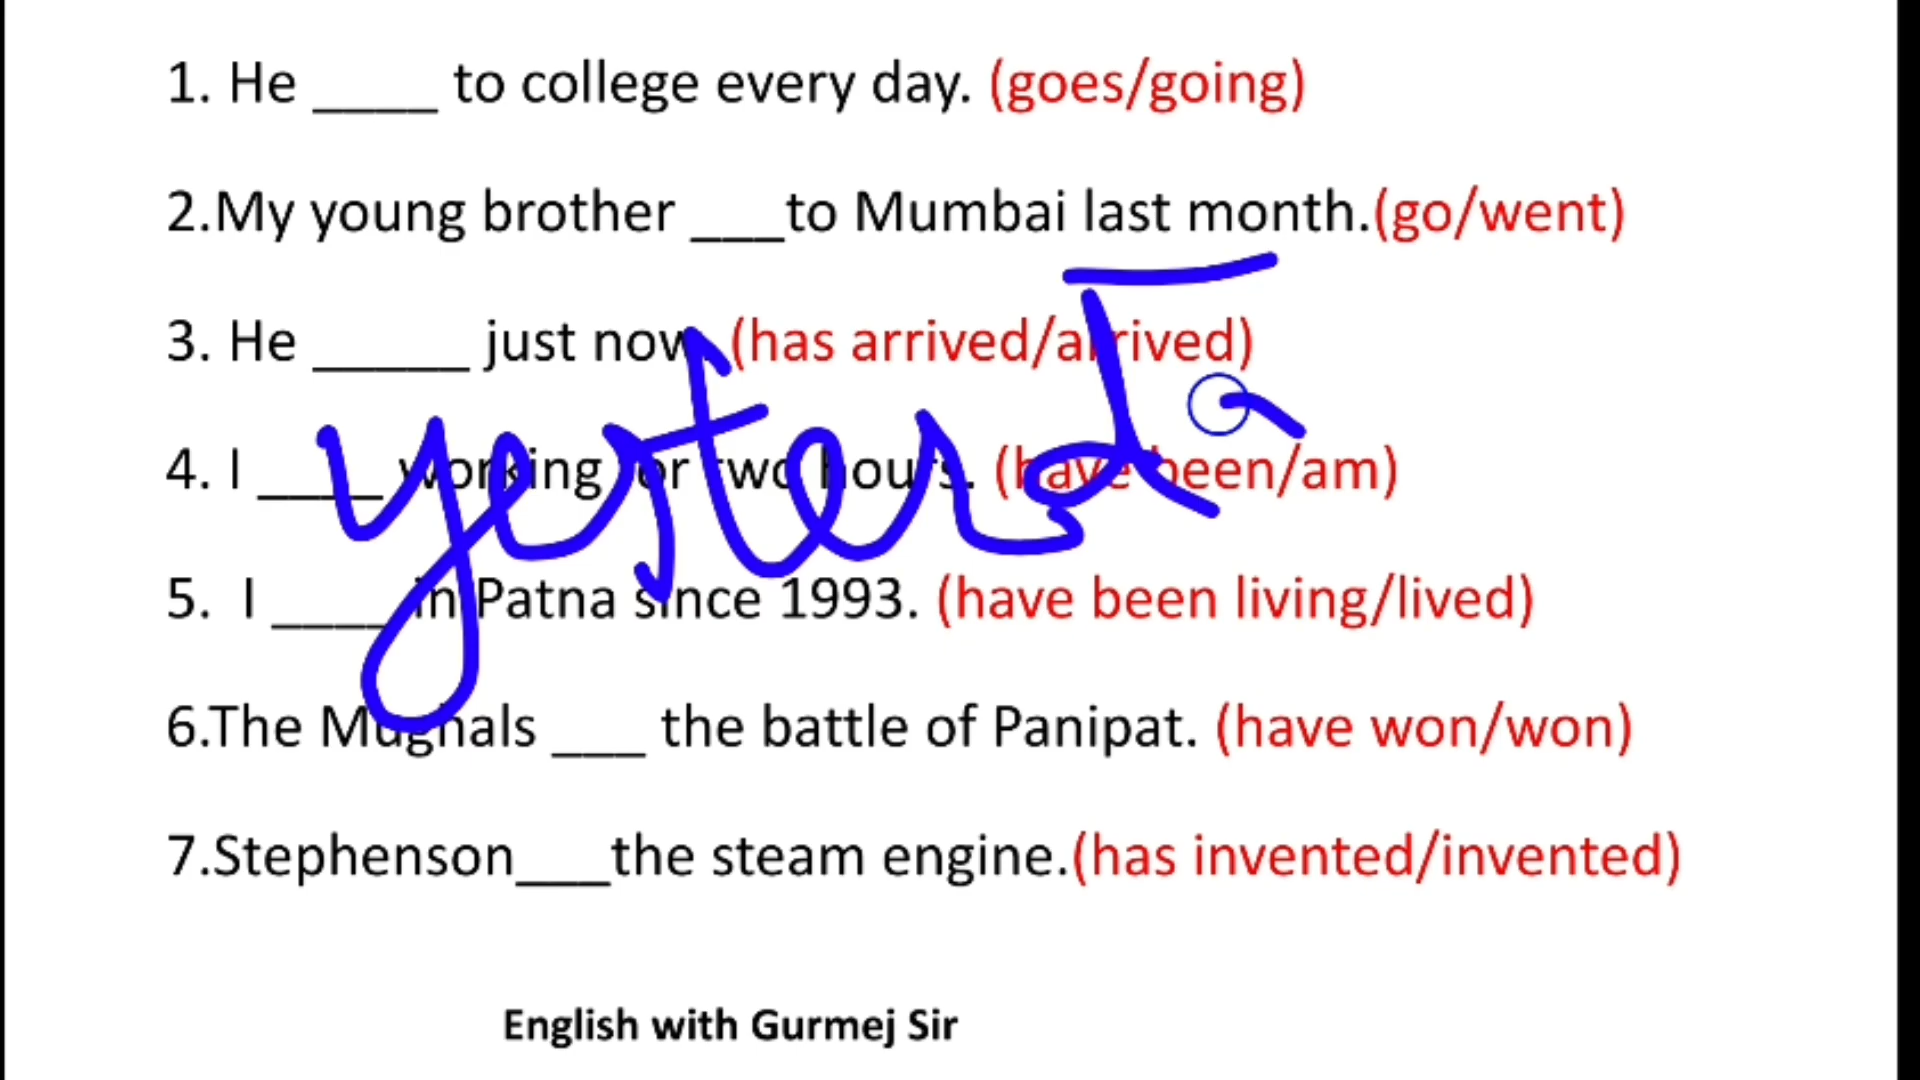 1. He ____ to college every day. (goes/going)
2.My young brother ___to Mumbai last month.(go/went)
3. He _____ just now. (has arrived/arrived)
4. I ____ working for two hours. (have been/am)
5. I ____ in Patna since 1993. (have been living/lived)
yesterda
6.The Mughals ___ the battle of Panipat. (have won/won)
7.Stephenson___the steam engine.(has invented/invented)
English with Gurmej Sir